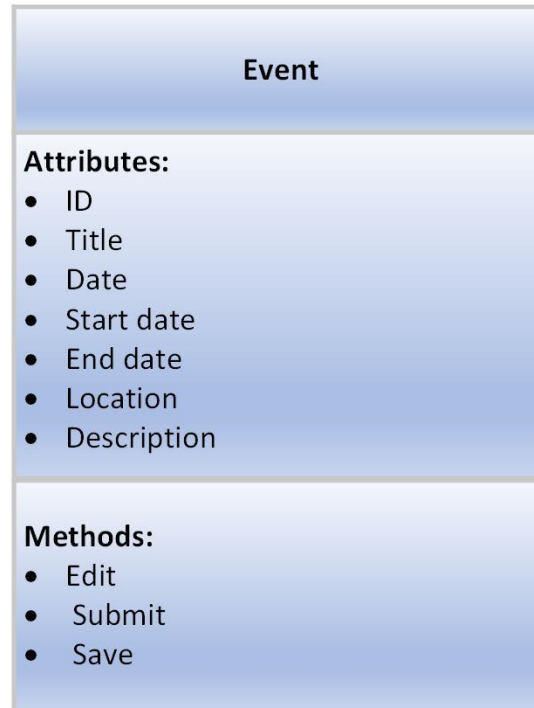 Event
Attributes:
• ID
• Title
• Date
• Start date
• End date
• Location
• Description
Methods:
• Edit
• Submit
• Save